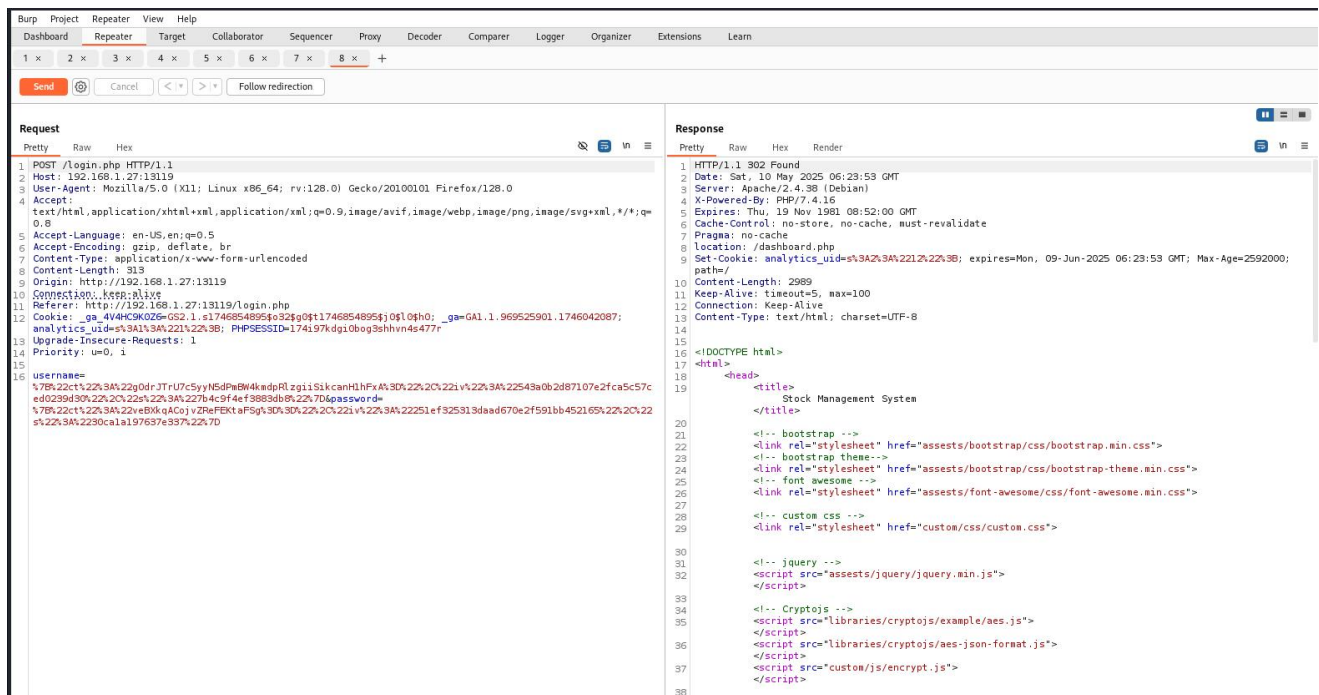 Burp Project Repeater View Help
Dashboard Repeater Target Collaborator Sequencer Proxy Decoder Comparer Logger Organizer Extensions Learn
1 × 2 × 3 × 4 × 5 × 6 × 7 × 8 × +
Send Cancel < > Follow redirection
Request
Pretty Raw Hex \n
1 POST /login.php HTTP/1.1
2 Host: 192.168.1.27:13119
3 User-Agent: Mozilla/5.0 (X11; Linux x86_64; rv:128.0) Gecko/20100101 Firefox/128.0
4 Accept:
text/html,application/xhtml+xml,application/xml;q=0.9,image/avif,image/webp,image/png,image/svg+xml,*/*;q=
0.8
5 Accept-Language: en-US,en;q=0.5
6 Accept-Encoding: gzip, deflate, br
7 Content-Type: application/x-www-form-urlencoded
8 Content-Length: 313
9 Origin: http://192.168.1.27:13119
10 Connection: keep-alive
11 Referer: http://192.168.1.27:13119/login.php
12 Cookie: _ga_4V4HC9K0Z6=GS2.1.s1746854895$o32$g0$t1746854895$j0$l0$h0; _ga=GA1.1.969525901.1746042087;
analytics_uid=s%3A1%3A%221%22%3B; PHPSESSID=174i97kdgi0bog3shhvn4s477r
13 Upgrade-Insecure-Requests: 1
14 Priority: u=0, i
15
16 username=
%7B%22ct%22%3A%22g0drJTrU7c5yyN5dPmBW4kmdpRlzgiiSikcanH1hFxA%3D%22%2C%22iv%22%3A%22543a0b2d87107e2fca5c57c
ed0239d30%22%2C%22s%22%3A%227b4c9f4ef3883db8%22%7D&password=
%7B%22ct%22%3A%22veBXkqACojvZReFEKtaFSg%3D%3D%22%2C%22iv%22%3A%22251ef325313daad670e2f591bb452165%22%2C%22
s%22%3A%2230ca1a197637e337%22%7D
Response
Pretty Raw Hex Render \n
1 HTTP/1.1 302 Found
2 Date: Sat, 10 May 2025 06:23:53 GMT
3 Server: Apache/2.4.38 (Debian)
4 X-Powered-By: PHP/7.4.16
5 Expires: Thu, 19 Nov 1981 08:52:00 GMT
6 Cache-Control: no-store, no-cache, must-revalidate
7 Pragma: no-cache
8 location: /dashboard.php
9 Set-Cookie: analytics_uid=s%3A2%3A%2212%22%3B; expires=Mon, 09-Jun-2025 06:23:53 GMT; Max-Age=2592000;
path=/
10 Content-Length: 2989
11 Keep-Alive: timeout=5, max=100
12 Connection: Keep-Alive
13 Content-Type: text/html; charset=UTF-8
14
15
16 <!DOCTYPE html>
17 <html>
18 <head>
19 <title>
Stock Management System
</title>
20
21 <!-- bootstrap -->
22 <link rel="stylesheet" href="assests/bootstrap/css/bootstrap.min.css">
23 <!-- bootstrap theme-->
24 <link rel="stylesheet" href="assests/bootstrap/css/bootstrap-theme.min.css">
25 <!-- font awesome -->
26 <link rel="stylesheet" href="assests/font-awesome/css/font-awesome.min.css">
27
28 <!-- custom css -->
29 <link rel="stylesheet" href="custom/css/custom.css">
30
31 <!-- jquery -->
32 <script src="assests/jquery/jquery.min.js">
</script>
33
34 <!-- Cryptojs -->
35 <script src="libraries/cryptojs/example/aes.js">
</script>
36 <script src="libraries/cryptojs/aes-json-format.js">
</script>
37 <script src="custom/js/encrypt.js">
</script>
38